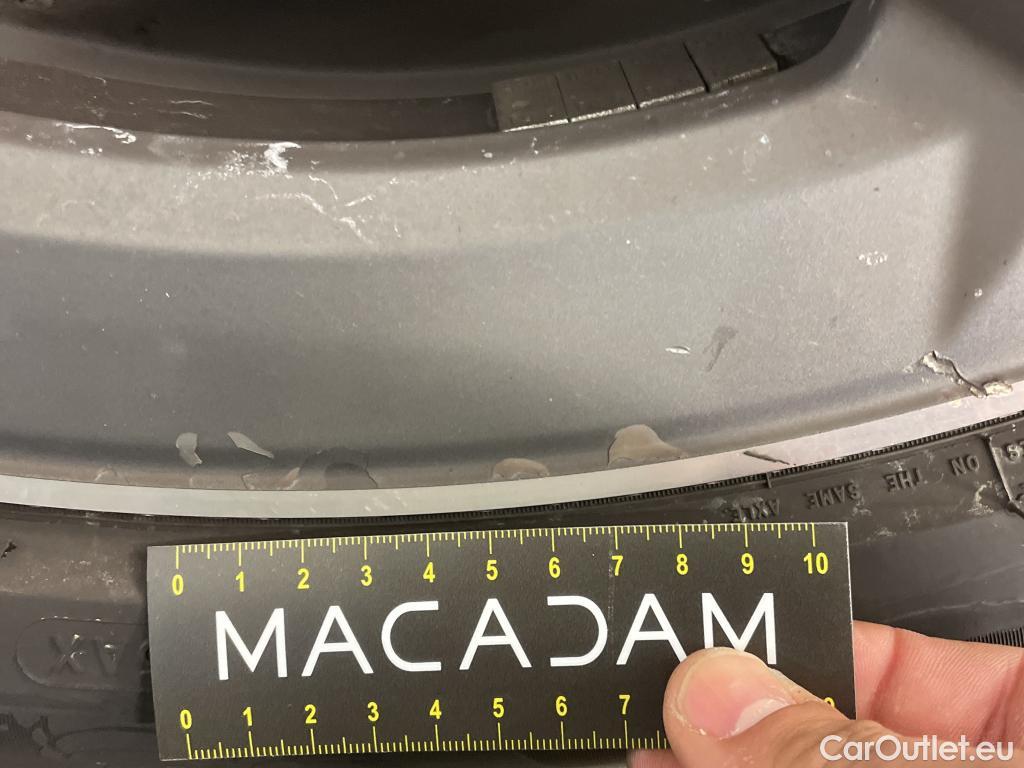 ON THE SAME AXLE
0 1 2 3 4 5 6 7 8 9 10
MACADAM
0 1 2 3 4 5 6 7
CarOutlet.eu